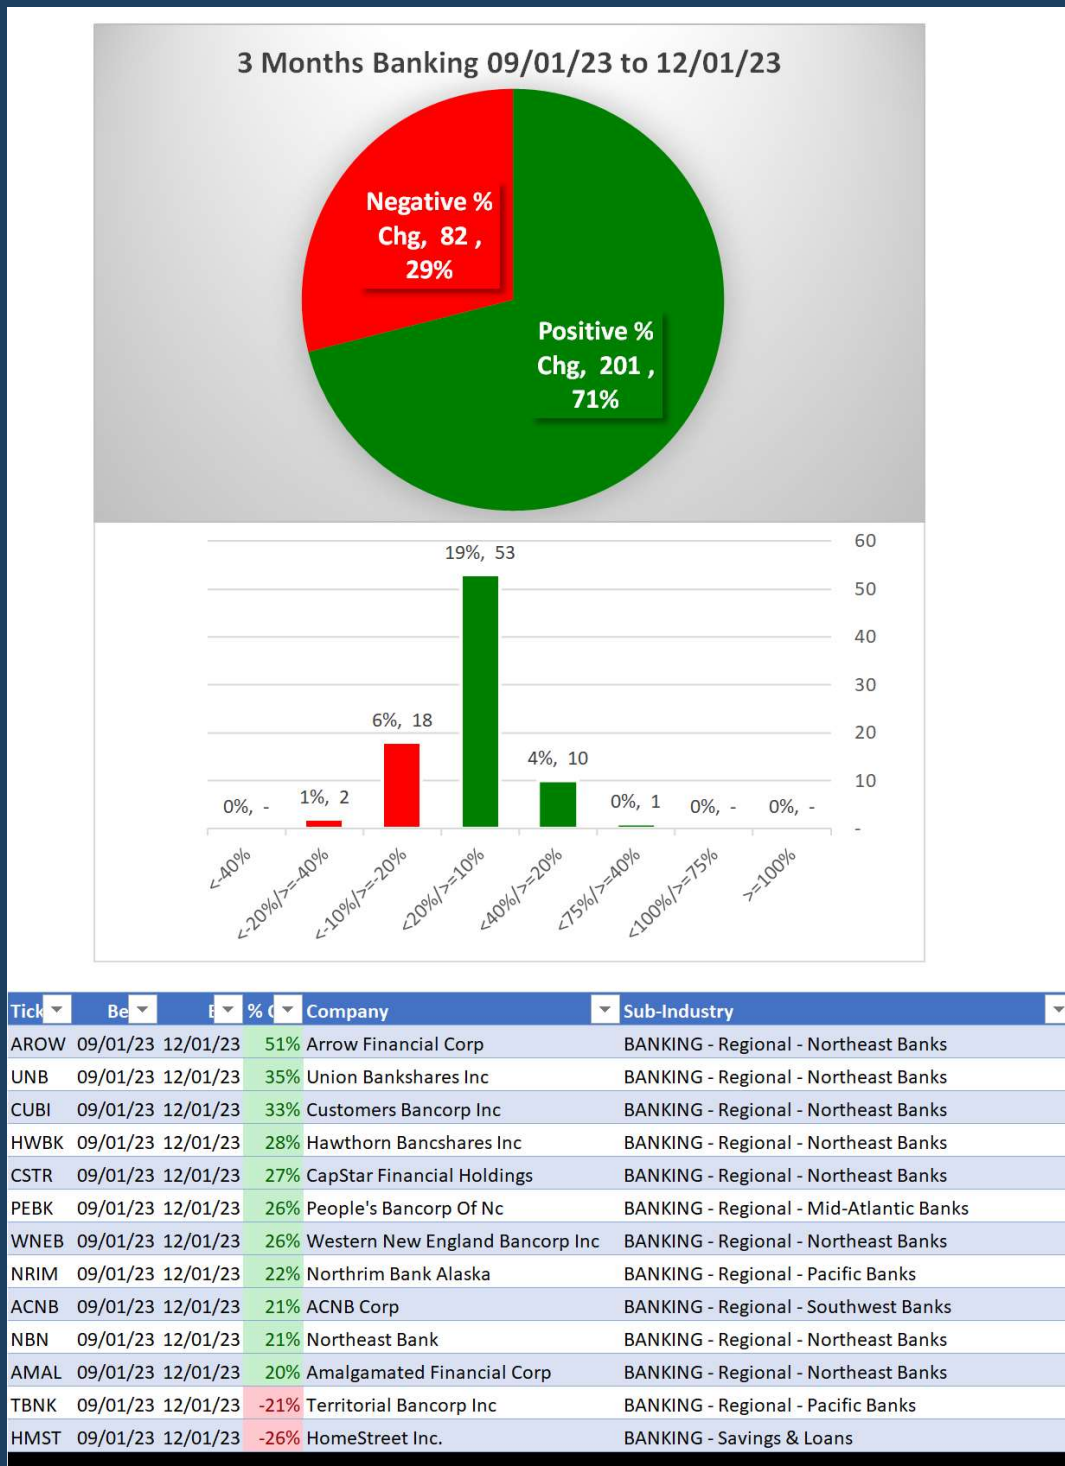 3 Months Banking 09/01/23 to 12/01/23
Negative %
Chg, 82 ,
29%
Positive %
Chg, 201 ,
71%
60
50
40
30
20
10
-
0%, -
1%, 2
6%, 18
19%, 53
4%, 10
0%, 1
0%, -
0%, -
<-40%
<-20%/>=-40%
<-10%/>=-20%
<20%/>=10%
<40%/>=20%
<75%/>=40%
<100%/>=75%
>=100%
Tick Be E % C Company Sub-Industry
AROW 09/01/23 12/01/23 51% Arrow Financial Corp BANKING - Regional - Northeast Banks
UNB 09/01/23 12/01/23 35% Union Bankshares Inc BANKING - Regional - Northeast Banks
CUBI 09/01/23 12/01/23 33% Customers Bancorp Inc BANKING - Regional - Northeast Banks
HWBK 09/01/23 12/01/23 28% Hawthorn Bancshares Inc BANKING - Regional - Northeast Banks
CSTR 09/01/23 12/01/23 27% CapStar Financial Holdings BANKING - Regional - Northeast Banks
PEBK 09/01/23 12/01/23 26% People's Bancorp Of Nc BANKING - Regional - Mid-Atlantic Banks
WNEB 09/01/23 12/01/23 26% Western New England Bancorp Inc BANKING - Regional - Northeast Banks
NRIM 09/01/23 12/01/23 22% Northrim Bank Alaska BANKING - Regional - Pacific Banks
ACNB 09/01/23 12/01/23 21% ACNB Corp BANKING - Regional - Southwest Banks
NBN 09/01/23 12/01/23 21% Northeast Bank BANKING - Regional - Northeast Banks
AMAL 09/01/23 12/01/23 20% Amalgamated Financial Corp BANKING - Regional - Northeast Banks
TBNK 09/01/23 12/01/23 -21% Territorial Bancorp Inc BANKING - Regional - Pacific Banks
HMST 09/01/23 12/01/23 -26% HomeStreet Inc. BANKING - Savings & Loans